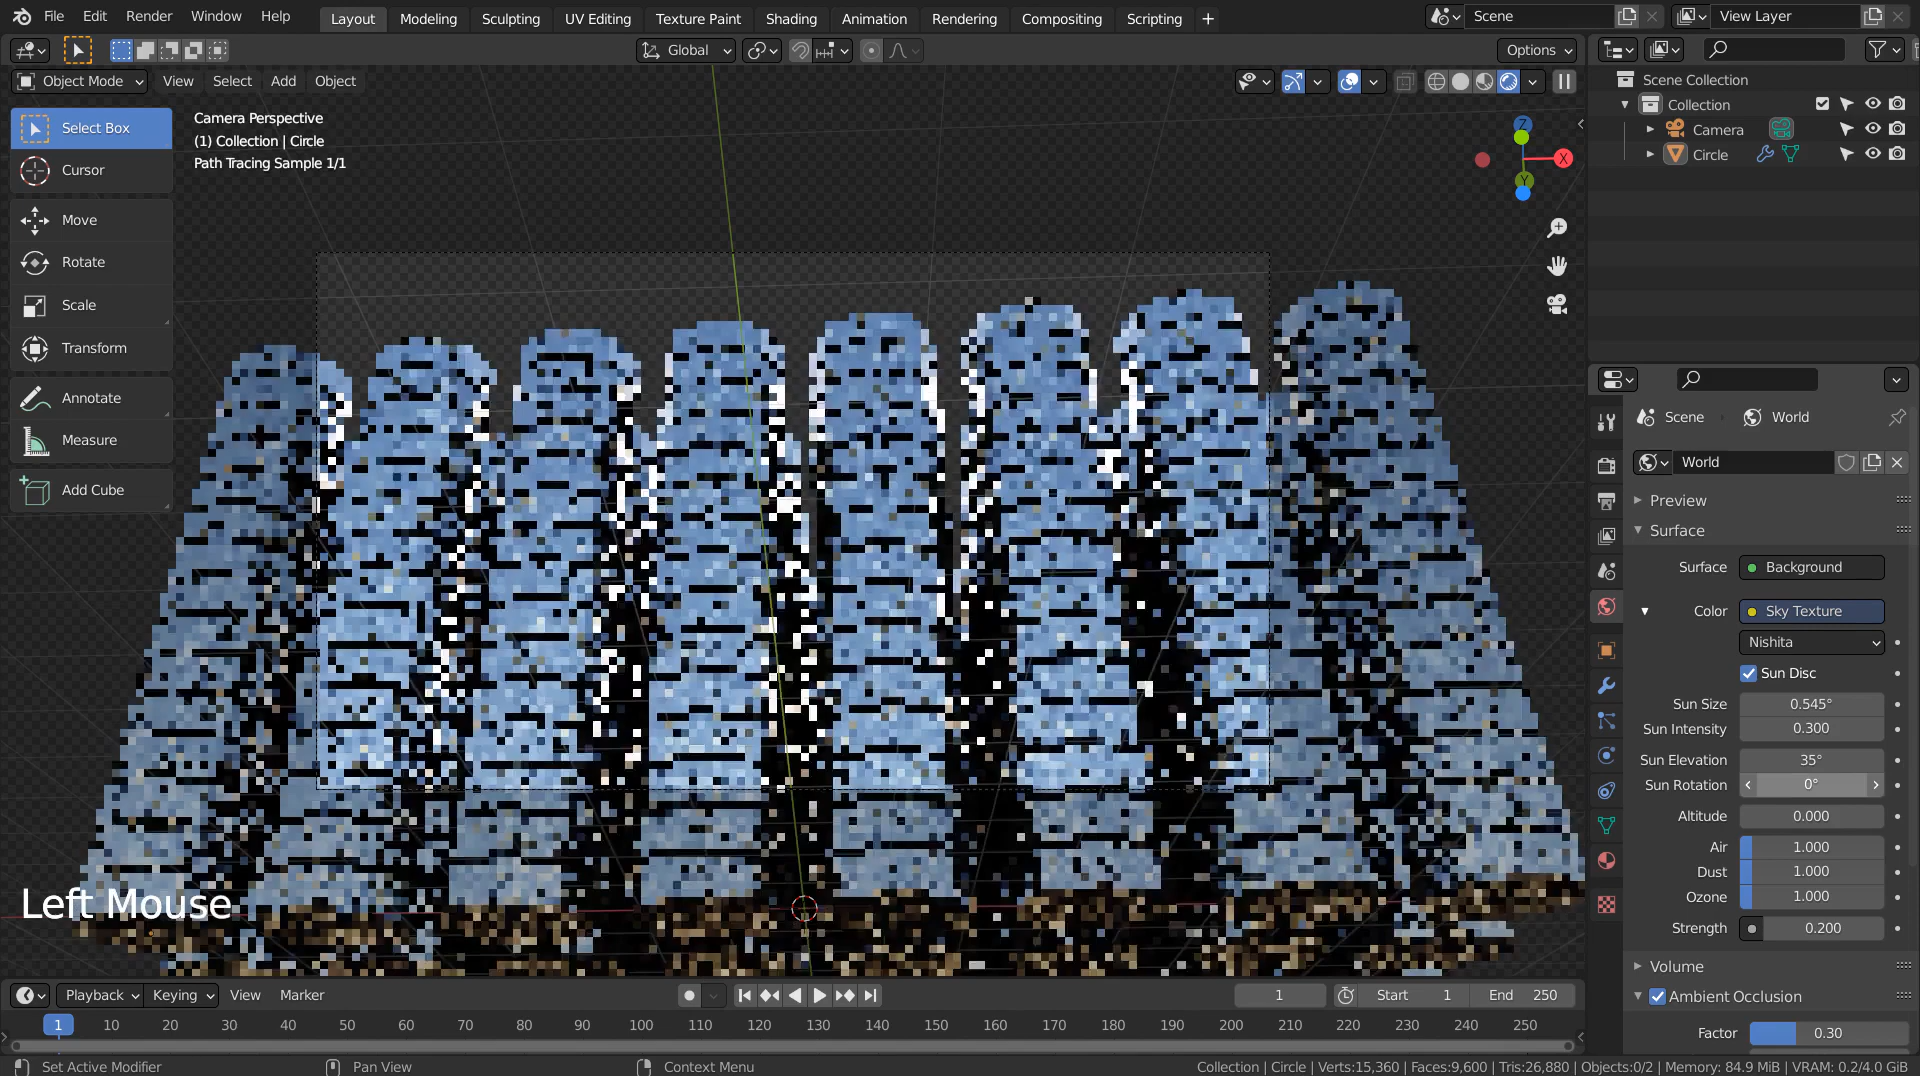 File Edit Render Window Help Layout Modeling Sculpting UV Editing Texture Paint Shading Animation Rendering Compositing Scripting + Scene View Layer
Global Options
Object Mode View Select Add Object
Select Box
Cursor
Move
Rotate
Scale
Transform
Annotate
Measure
Add Cube
Camera Perspective
(1) Collection | Circle
Path Tracing Sample 1/1
Z
X
Y
Left Mouse
Scene Collection
Collection
Camera
Circle
Scene World
World
Preview
Surface
Surface Background
Color Sky Texture
Nishita
Sun Disc
Sun Size 0.545°
Sun Intensity 0.300
Sun Elevation 35°
Sun Rotation 0°
Altitude 0.000
Air 1.000
Dust 1.000
Ozone 1.000
Strength 0.200
Volume
Ambient Occlusion
Factor 0.30
Playback Keying View Marker 1 Start 1 End 250
1 10 20 30 40 50 60 70 80 90 100 110 120 130 140 150 160 170 180 190 200 210 220 230 240 250
Set Active Modifier Pan View Context Menu Collection | Circle | Verts:15,360 | Faces:9,600 | Tris:26,880 | Objects:0/2 | Memory: 84.9 MiB | VRAM: 0.2/4.0 GiB